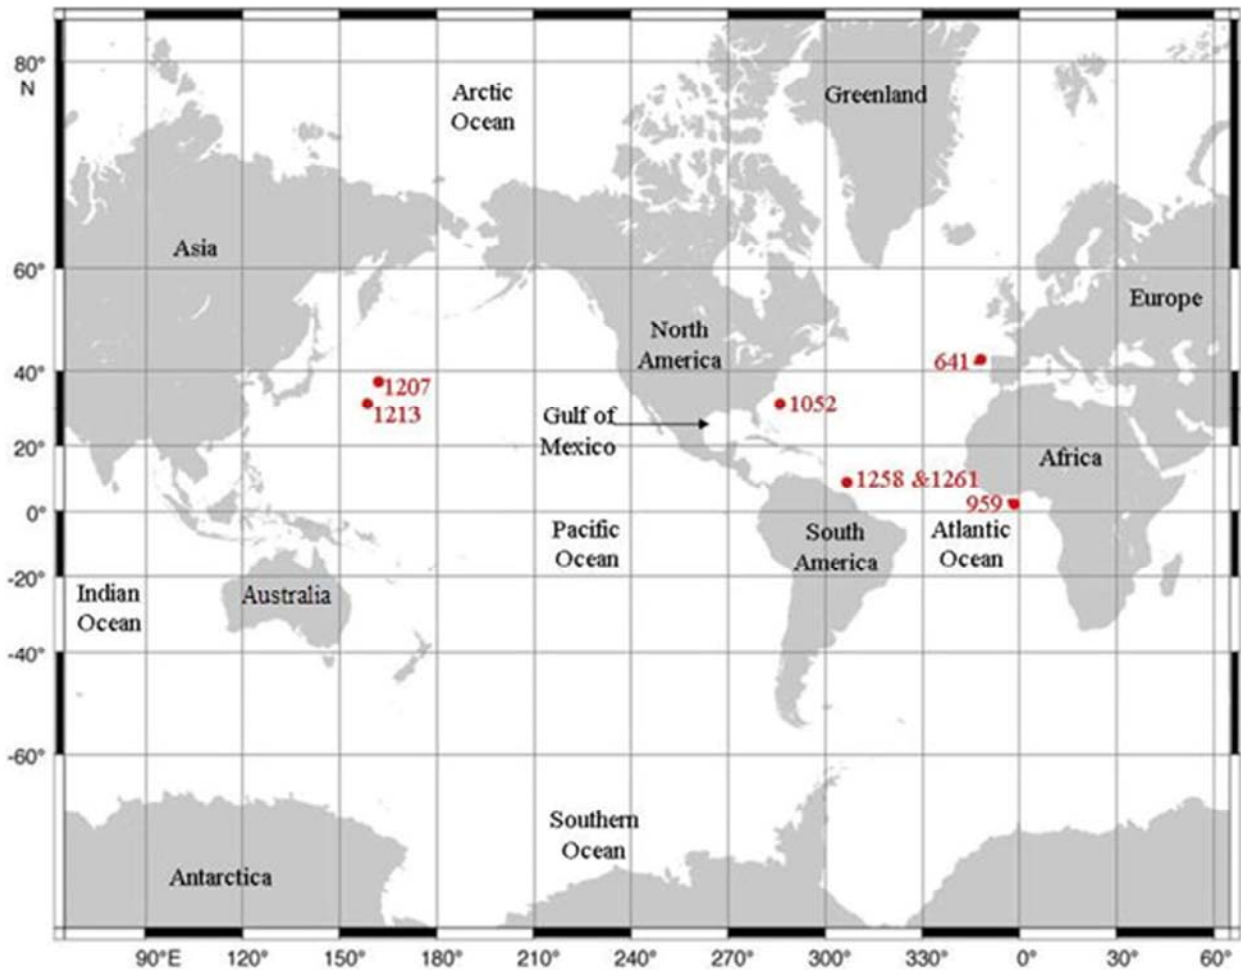 80°
N
Arctic
Ocean
Greenland
Asia
60°
Europe
North
America
641
40°
1207
1213
1052
Gulf of
Mexico
20°
Africa
1258 &1261
959
0°
Pacific
Ocean
South
America
Atlantic
Ocean
-20°
Indian
Ocean
Australia
-40°
-60°
Southern
Ocean
Antarctica
90°E 120° 150° 180° 210° 240° 270° 300° 330° 0° 30° 60°